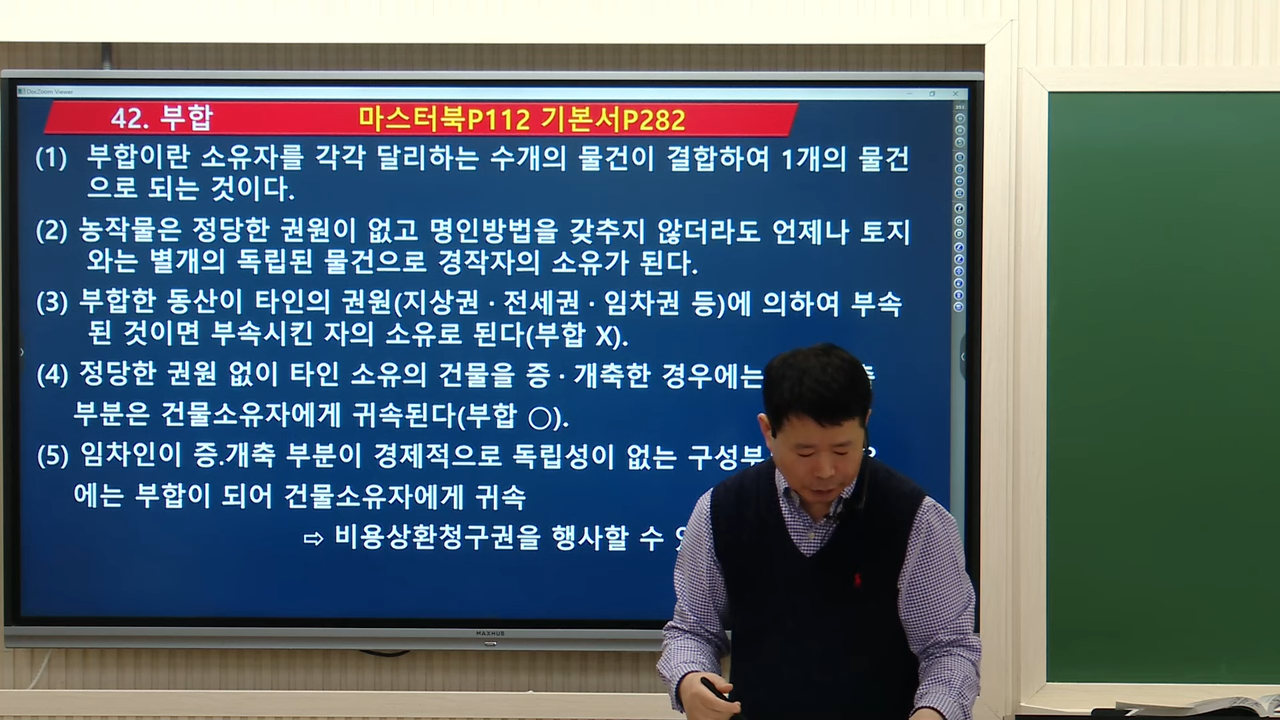 DocZoom Viewer
42. 부합 마스터북P112 기본서P282
(1) 부합이란 소유자를 각각 달리하는 수개의 물건이 결합하여 1개의 물건
으로 되는 것이다.
(2) 농작물은 정당한 권원이 없고 명인방법을 갖추지 않더라도 언제나 토지
와는 별개의 독립된 물건으로 경작자의 소유가 된다.
(3) 부합한 동산이 타인의 권원(지상권·전세권·임차권 등)에 의하여 부속
된 것이면 부속시킨 자의 소유로 된다(부합 X).
(4) 정당한 권원 없이 타인 소유의 건물을 증·개축한 경우에는
부분은 건물소유자에게 귀속된다(부합 ○).
(5) 임차인이 증.개축 부분이 경제적으로 독립성이 없는 구성부
에는 부합이 되어 건물소유자에게 귀속
⇨ 비용상환청구권을 행사할 수
MAXHUB